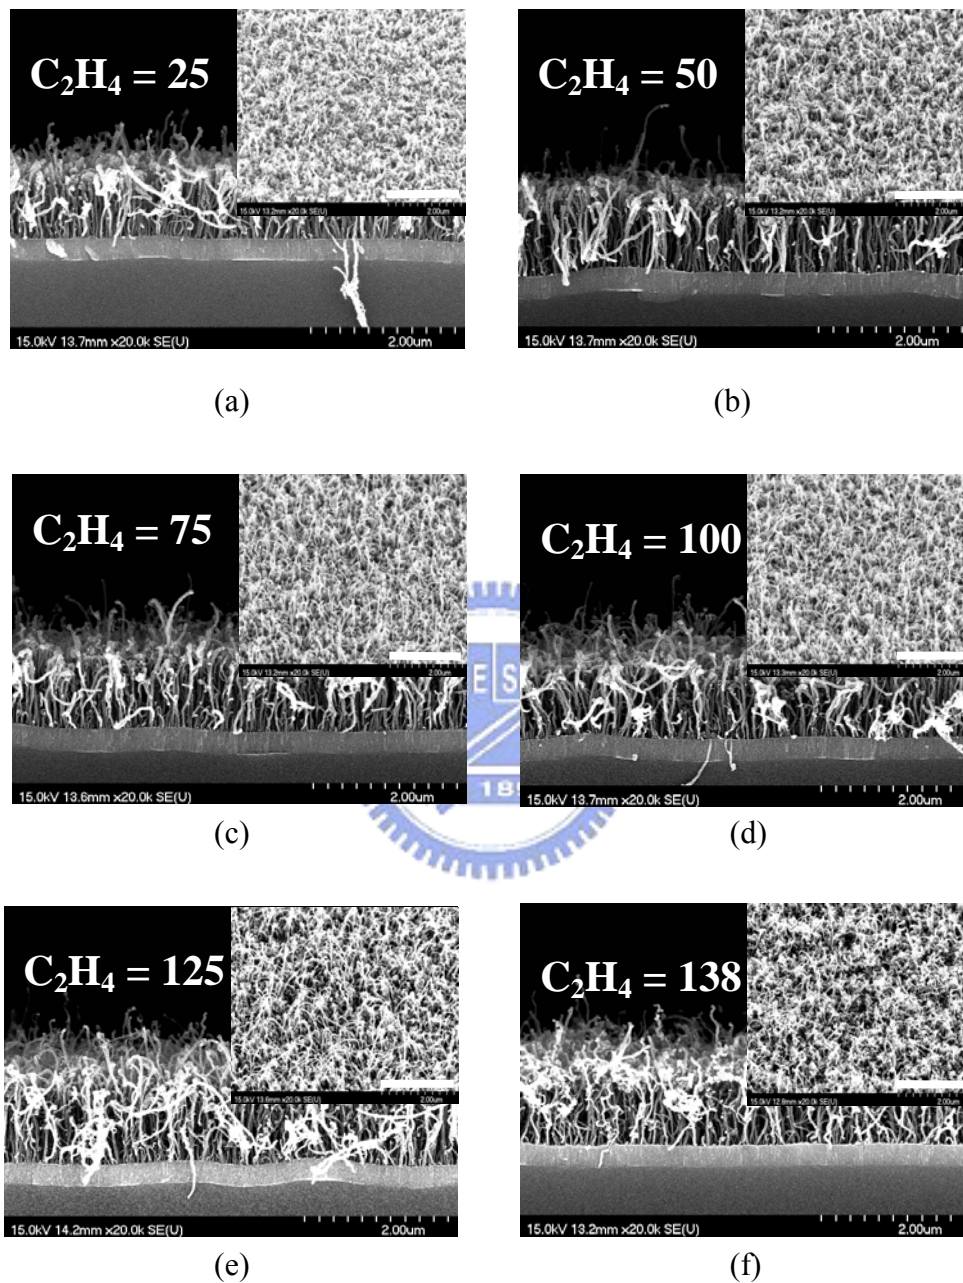 C₂H₄ = 25
15.0kV 13.2mm x20.0k SE(U) 2.00um
15.0kV 13.7mm x20.0k SE(U) 2.00um
(a)
C₂H₄ = 50
15.0kV 13.2mm x20.0k SE(U) 2.00um
15.0kV 13.7mm x20.0k SE(U) 2.00um
(b)
C₂H₄ = 75
15.0kV 13.2mm x20.0k SE(U) 2.00um
15.0kV 13.6mm x20.0k SE(U) 2.00um
(c)
C₂H₄ = 100
15.0kV 13.3mm x20.0k SE(U) 2.00um
15.0kV 13.7mm x20.0k SE(U) 2.00um
(d)
E S
189
C₂H₄ = 125
15.0kV 13.6mm x20.0k SE(U) 2.00um
15.0kV 14.2mm x20.0k SE(U) 2.00um
(e)
C₂H₄ = 138
15.0kV 12.8mm x20.0k SE(U) 2.00um
15.0kV 13.2mm x20.0k SE(U) 2.00um
(f)